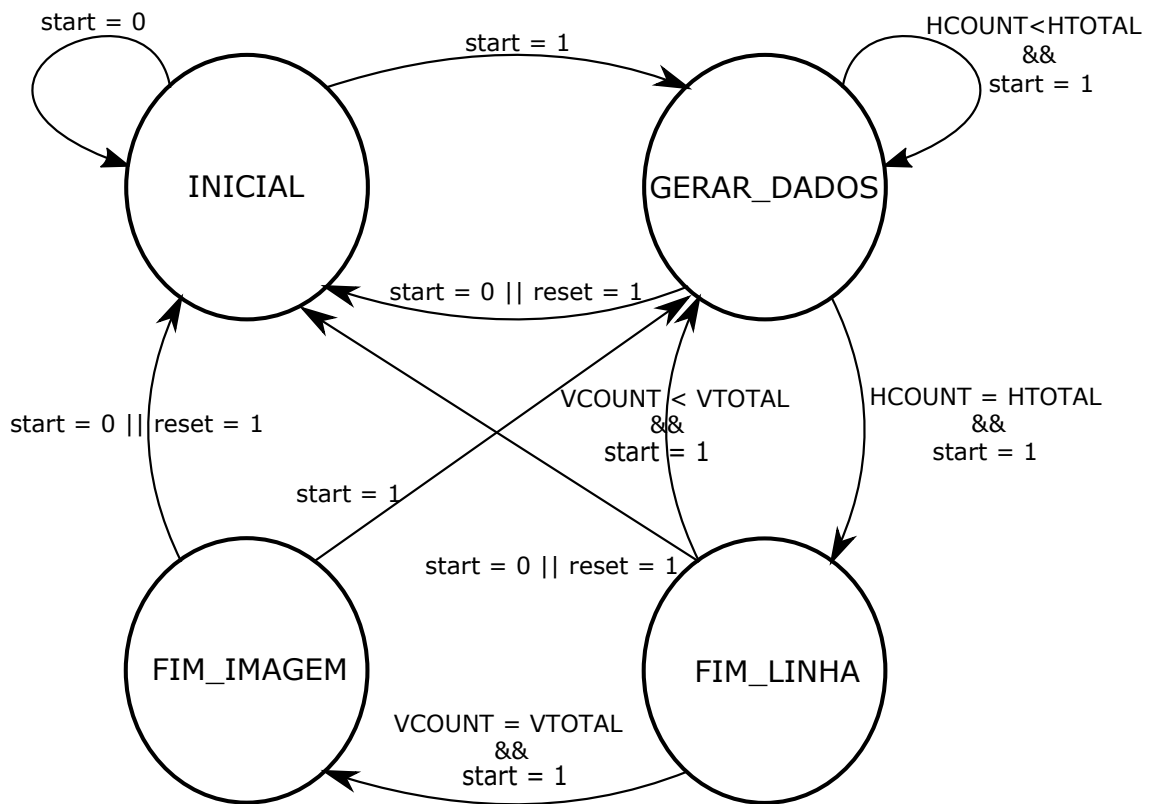 start = 0
start = 1
HCOUNT<HTOTAL
&&
start = 1
INICIAL
GERAR_DADOS
start = 0 || reset = 1
start = 0 || reset = 1
VCOUNT < VTOTAL
&&
start = 1
HCOUNT = HTOTAL
&&
start = 1
start = 1
start = 0 || reset = 1
FIM_IMAGEM
FIM_LINHA
VCOUNT = VTOTAL
&&
start = 1